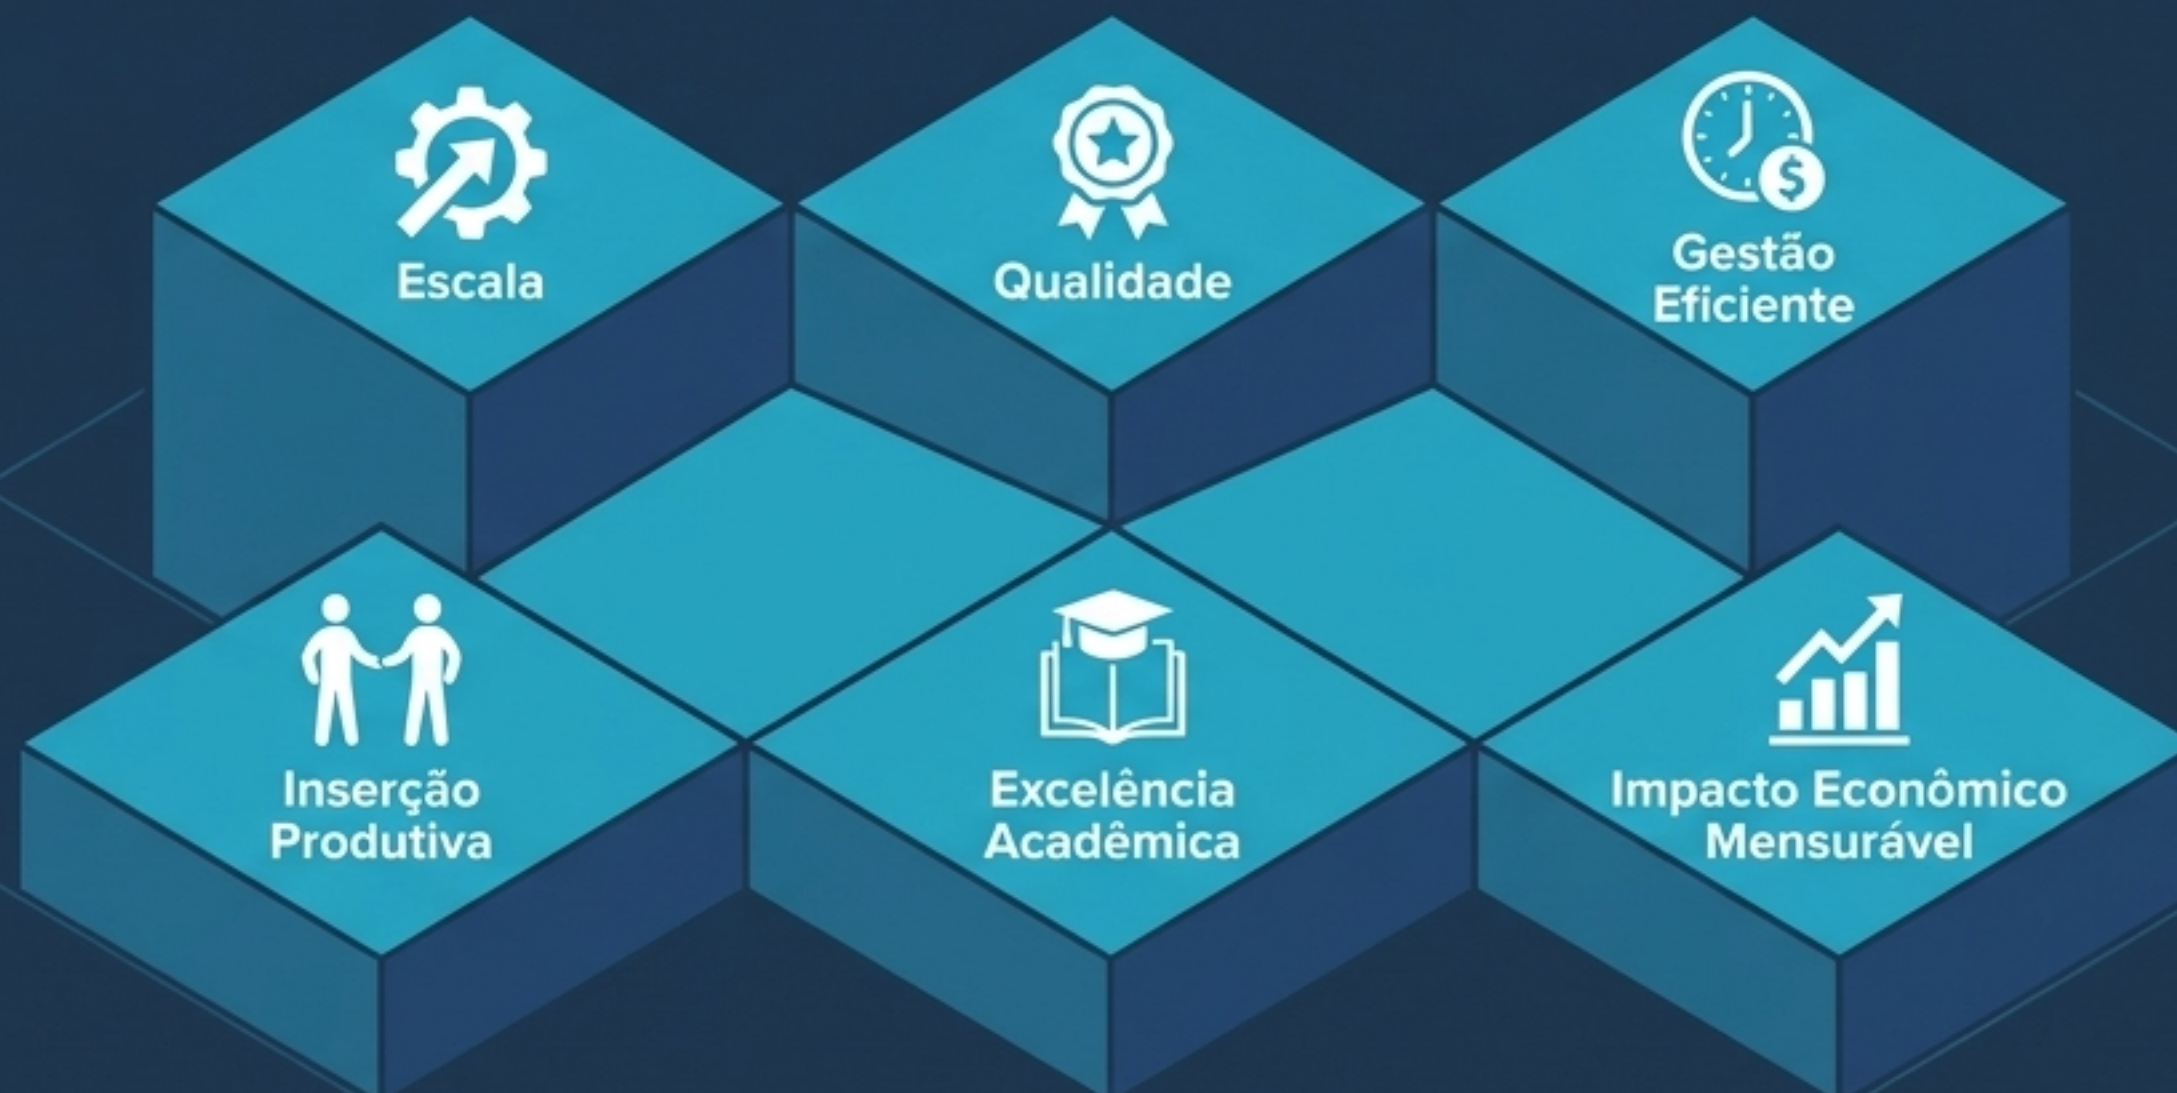 Escala
Qualidade
Gestão
Eficiente
Inserção
Produtiva
Excelência
Acadêmica
Impacto Econômico
Mensurável